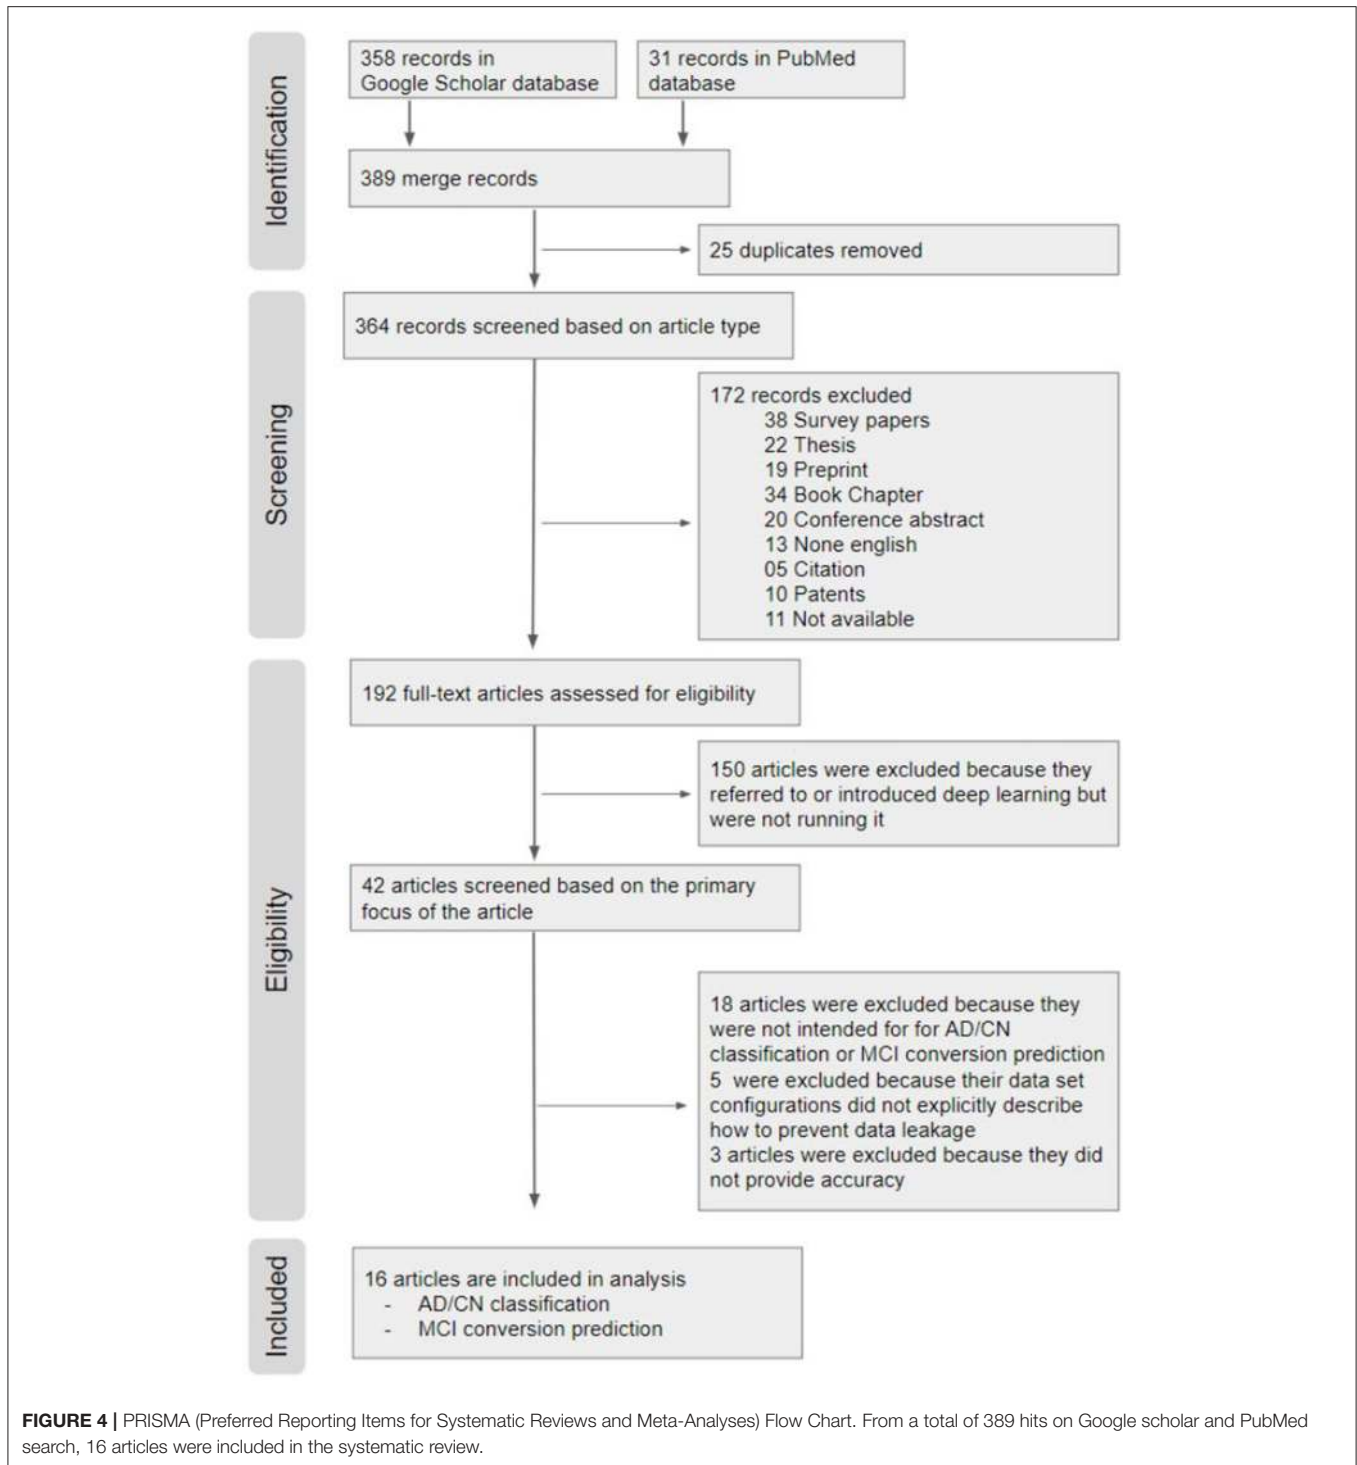 Identification
358 records in
Google Scholar database
31 records in PubMed
database
389 merge records
25 duplicates removed
Screening
364 records screened based on article type
172 records excluded
38 Survey papers
22 Thesis
19 Preprint
34 Book Chapter
20 Conference abstract
13 None english
05 Citation
10 Patents
11 Not available
Eligibility
192 full-text articles assessed for eligibility
150 articles were excluded because they
referred to or introduced deep learning but
were not running it
42 articles screened based on the primary
focus of the article
18 articles were excluded because they
were not intended for for AD/CN
classification or MCI conversion prediction
5 were excluded because their data set
configurations did not explicitly describe
how to prevent data leakage
3 articles were excluded because they did
not provide accuracy
Included
16 articles are included in analysis
- AD/CN classification
- MCI conversion prediction
FIGURE 4 | PRISMA (Preferred Reporting Items for Systematic Reviews and Meta-Analyses) Flow Chart. From a total of 389 hits on Google scholar and PubMed
search, 16 articles were included in the systematic review.